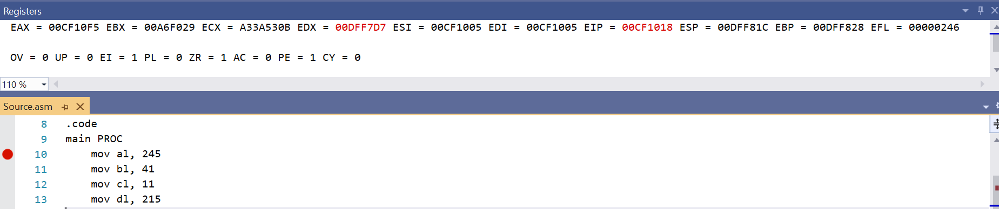 Registers
EAX = 00CF10F5 EBX = 00A6F029 ECX = A33A530B EDX = 00DFF7D7 ESI = 00CF1005 EDI = 00CF1005 EIP = 00CF1018 ESP = 00DFF81C EBP = 00DFF828 EFL = 00000246
OV = 0 UP = 0 EI = 1 PL = 0 ZR = 1 AC = 0 PE = 1 CY = 0
110 %
Source.asm
8 .code
9 main PROC
10 mov al, 245
11 mov bl, 41
12 mov cl, 11
13 mov dl, 215